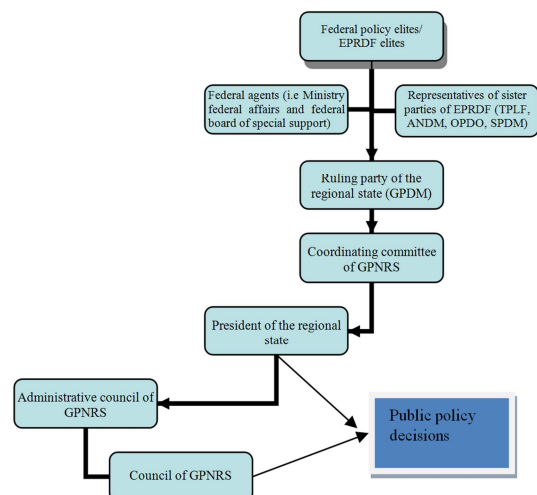 Federal policy elites/
EPRDF elites
Federal agents (i.e Ministry
federal affairs and federal
board of special support)
Representatives of sister
parties of EPRDF (TPLF,
ANDM, OPDO, SPDM)
Ruling party of the
regional state (GPDM)
Coordinating committee
of GPNRS
President of the regional
state
Administrative council of
GPNRS
Public policy
decisions
Council of GPNRS